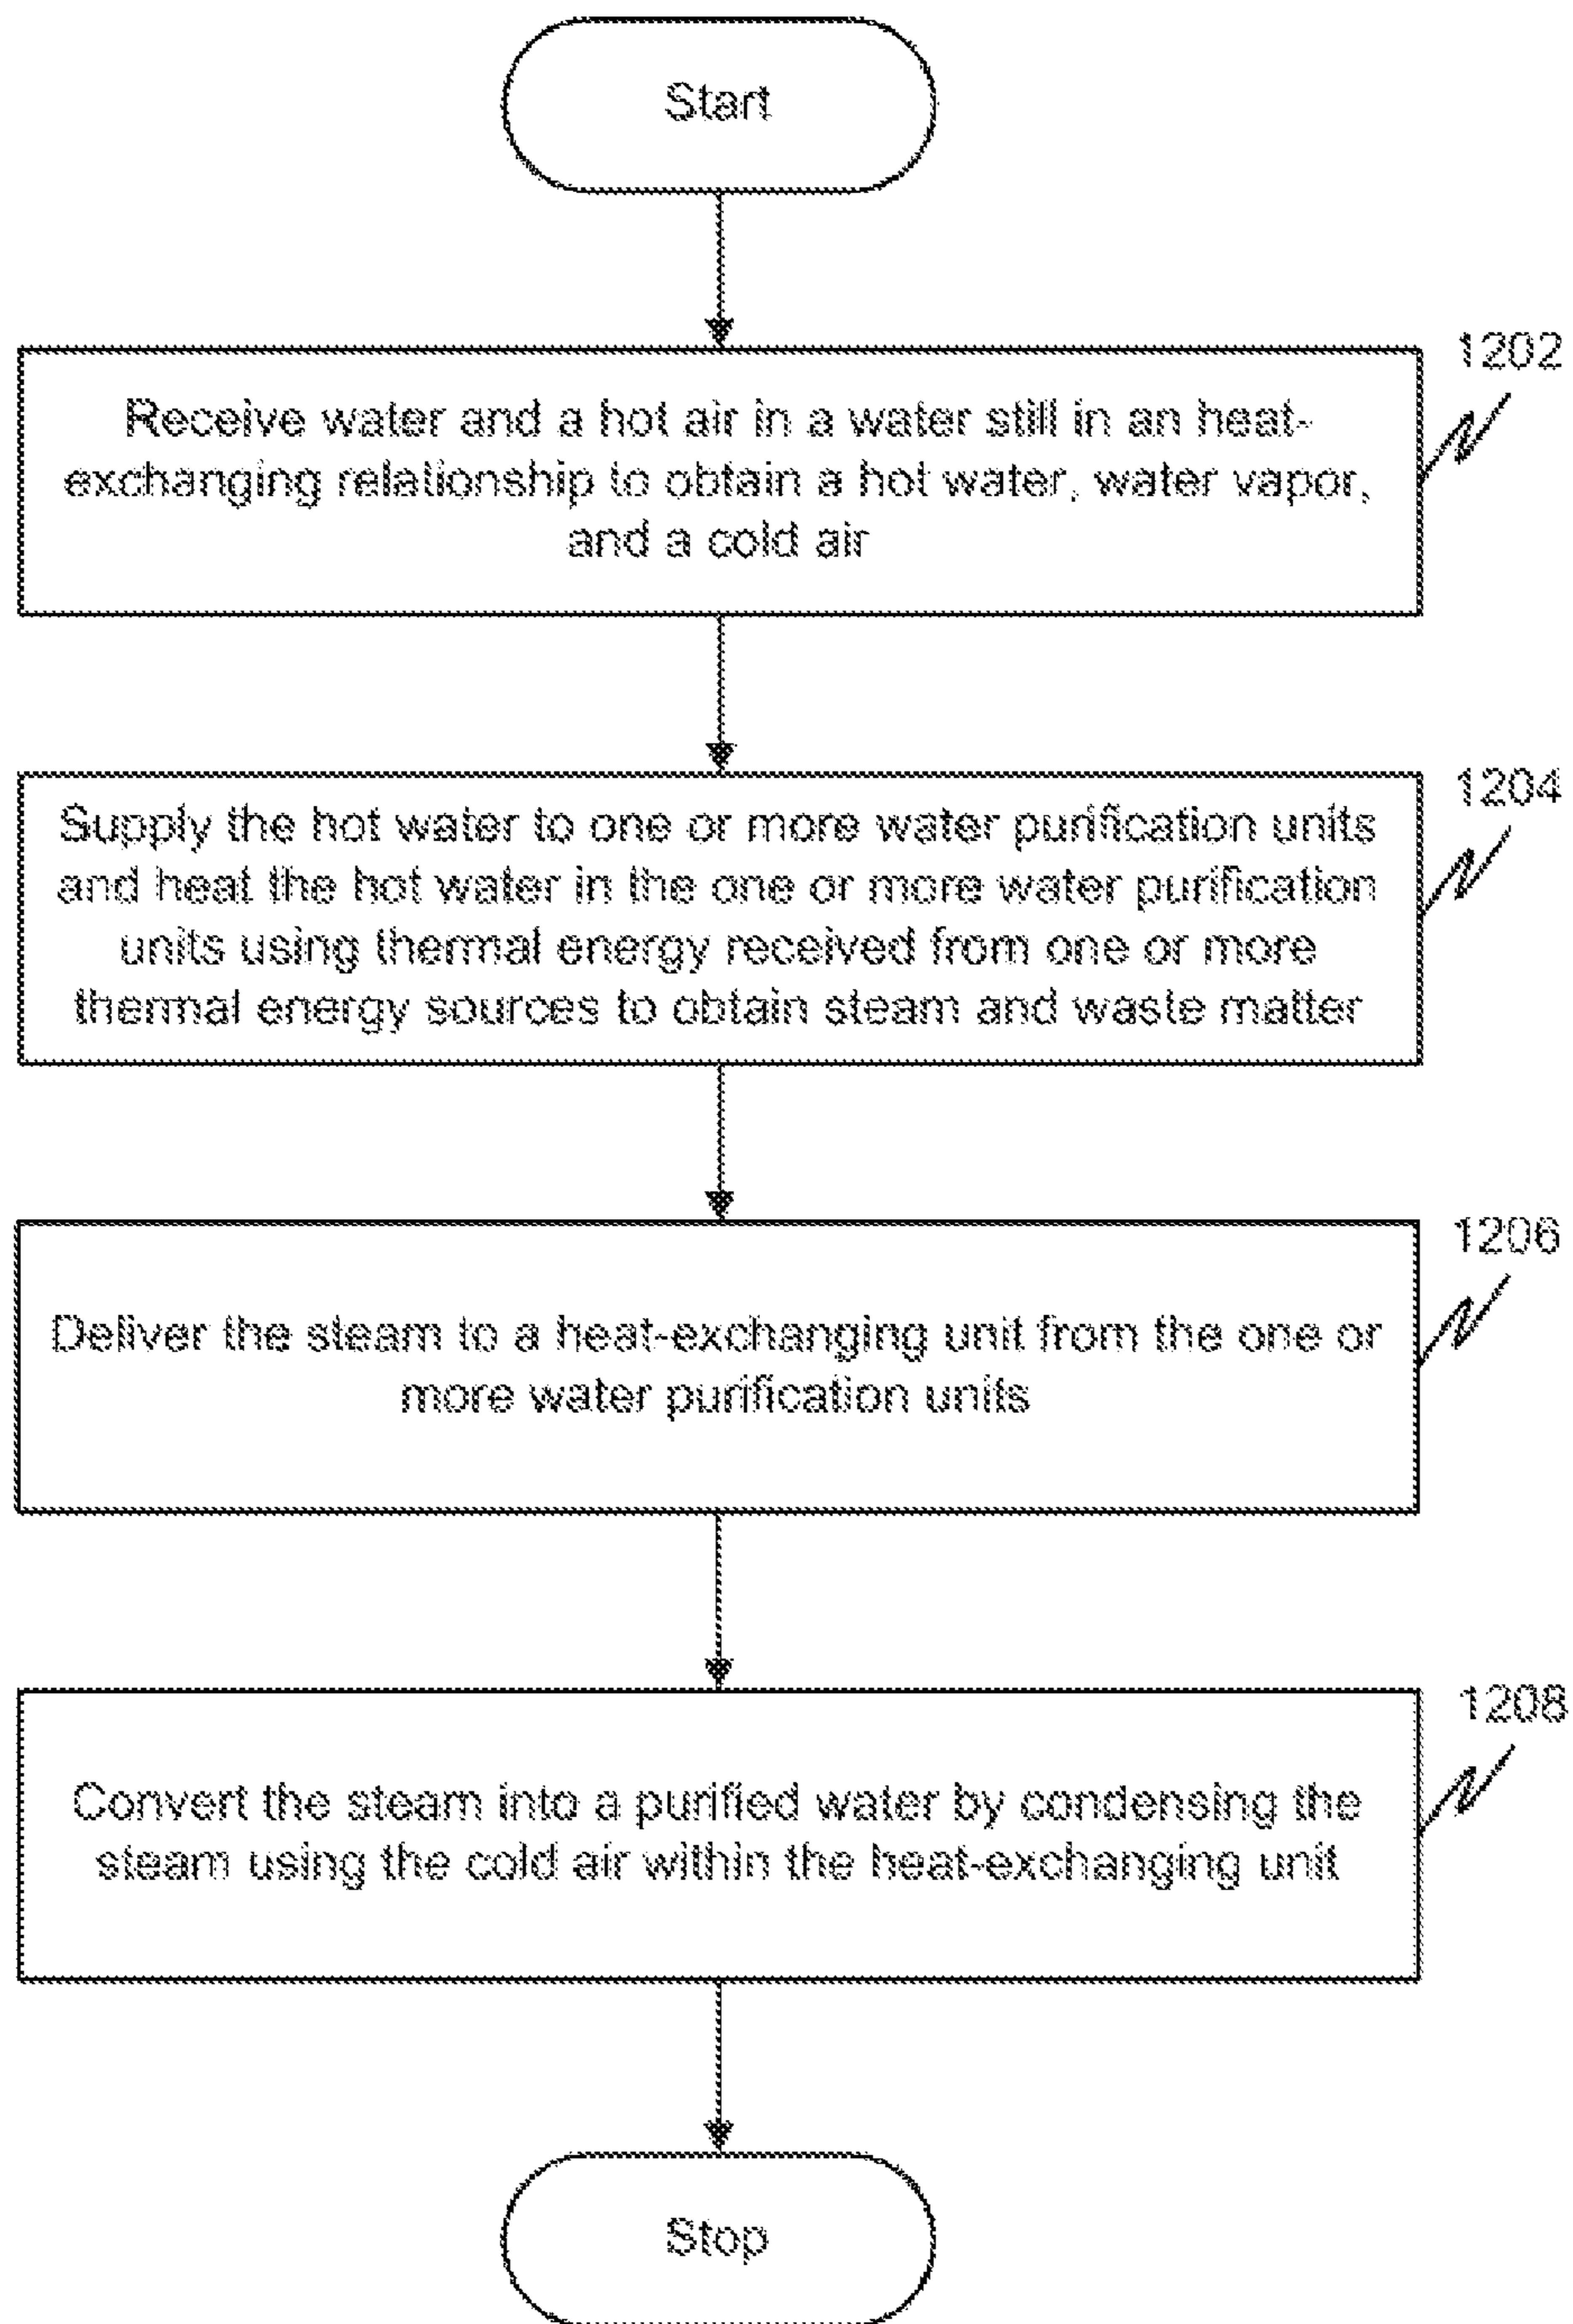 Start
1202
Receive water and a hot air in a water still in an heat-
exchanging relationship to obtain a hot water, water vapor,
and a cold air
1204
Supply the hot water to one or more water purification units
and heat the hot water in the one or more water purification
units using thermal energy received from one or more
thermal energy sources to obtain steam and waste matter
1206
Deliver the steam to a heat-exchanging unit from the one or
more water purification units
1208
Convert the steam into a purified water by condensing the
steam using the cold air within the heat-exchanging unit
Stop